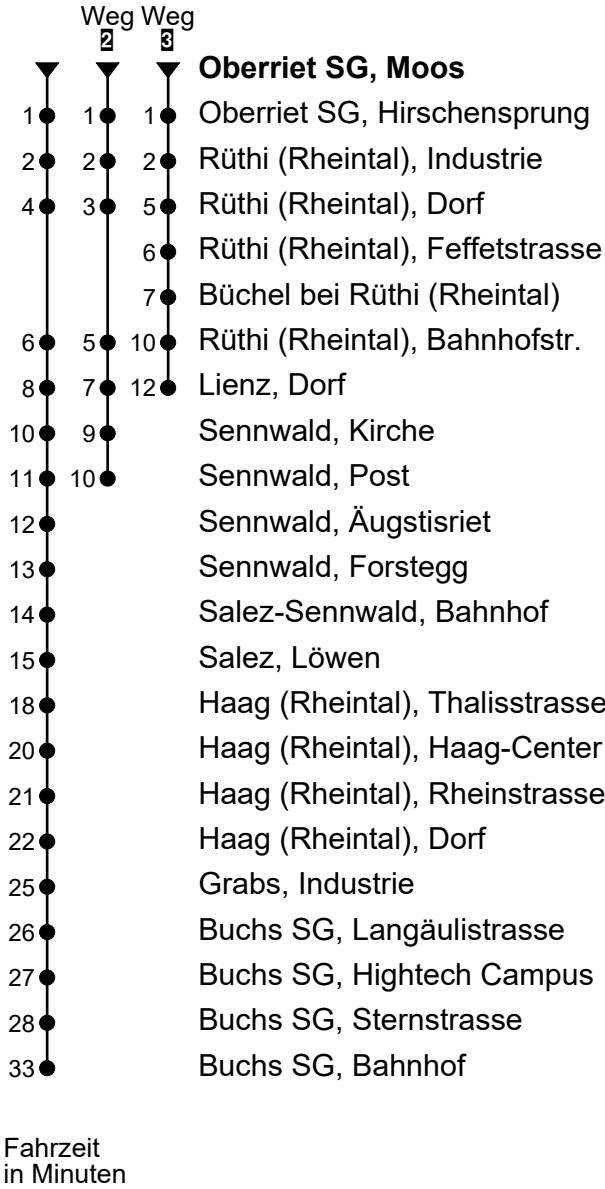 Weg Weg
2 3
Oberriet SG, Moos
1 1 1 Oberriet SG, Hirschensprung
2 2 2 Rüthi (Rheintal), Industrie
4 3 5 Rüthi (Rheintal), Dorf
6 Rüthi (Rheintal), Feffetstrasse
7 Büchel bei Rüthi (Rheintal)
6 5 10 Rüthi (Rheintal), Bahnhofstr.
8 7 12 Lienz, Dorf
10 9 Sennwald, Kirche
11 10 Sennwald, Post
12 Sennwald, Äugstisriet
13 Sennwald, Forstegg
14 Salez-Sennwald, Bahnhof
15 Salez, Löwen
18 Haag (Rheintal), Thalisstrasse
20 Haag (Rheintal), Haag-Center
21 Haag (Rheintal), Rheinstrasse
22 Haag (Rheintal), Dorf
25 Grabs, Industrie
26 Buchs SG, Langäulistrasse
27 Buchs SG, Hightech Campus
28 Buchs SG, Sternstrasse
33 Buchs SG, Bahnhof
Fahrzeit
in Minuten